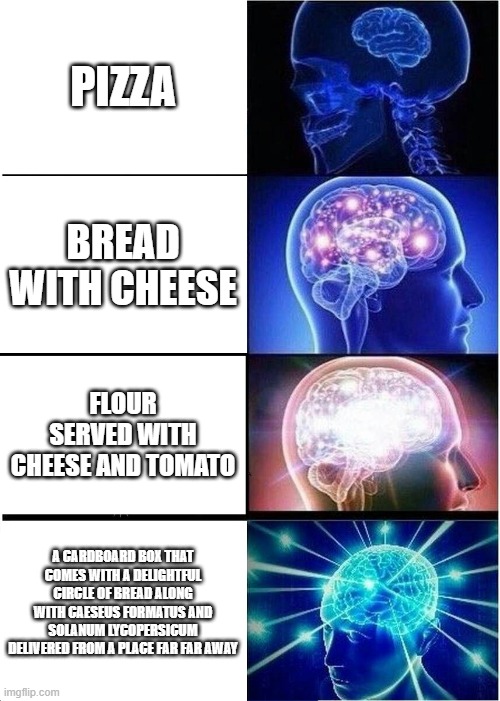 PIZZA
BREAD
WITH CHEESE
FLOUR
SERVED WITH
CHEESE AND TOMATO
A CARDBOARD BOX THAT
COMES WITH A DELIGHTFUL
CIRCLE OF BREAD ALONG
WITH CAESEUS FORMATUS AND
SOLANUM LYCOPERSICUM
DELIVERED FROM A PLACE FAR FAR AWAY
imgflip.com